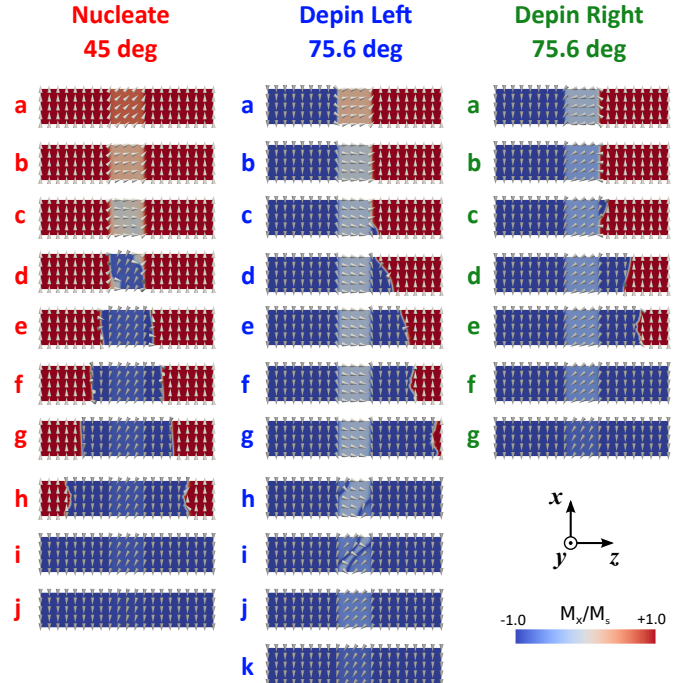 Nucleate
45 deg
a
b
c
d
e
f
g
h
i
j
Depin Left
75.6 deg
a
b
c
d
e
f
g
h
i
j
k
Depin Right
75.6 deg
a
b
c
d
e
f
g
x
y
z
-1.0 Mx/Ms +1.0